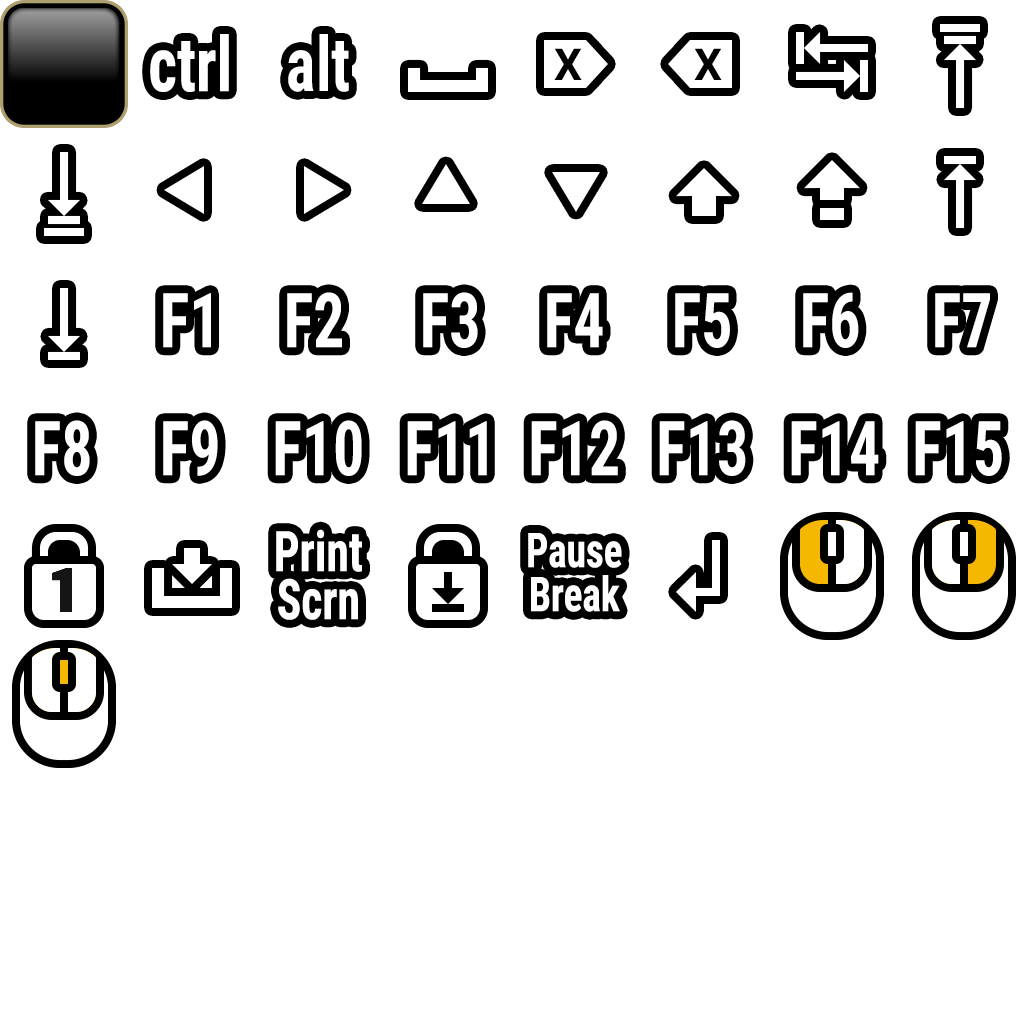 ctrl alt X X
F1 F2 F3 F4 F5 F6 F7
F8 F9 F10 F11 F12 F13 F14 F15
1 Print Scrn Pause Break